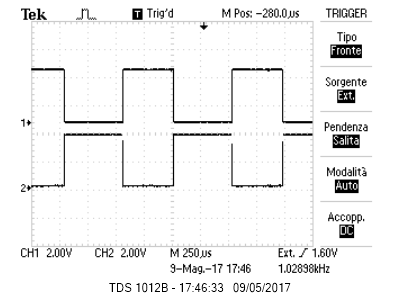 Tek T Trig'd M Pos: -280.0us TRIGGER
Tipo
Fronte
Sorgente
Ext.
1
Pendenza
Salita
Modalità
Auto
2
Accopp.
DC
CH1 2.00V CH2 2.00V M 250us Ext. 1.60V
9-Mag.-17 17:46 1.02898kHz
TDS 1012B - 17:46:33 09/05/2017